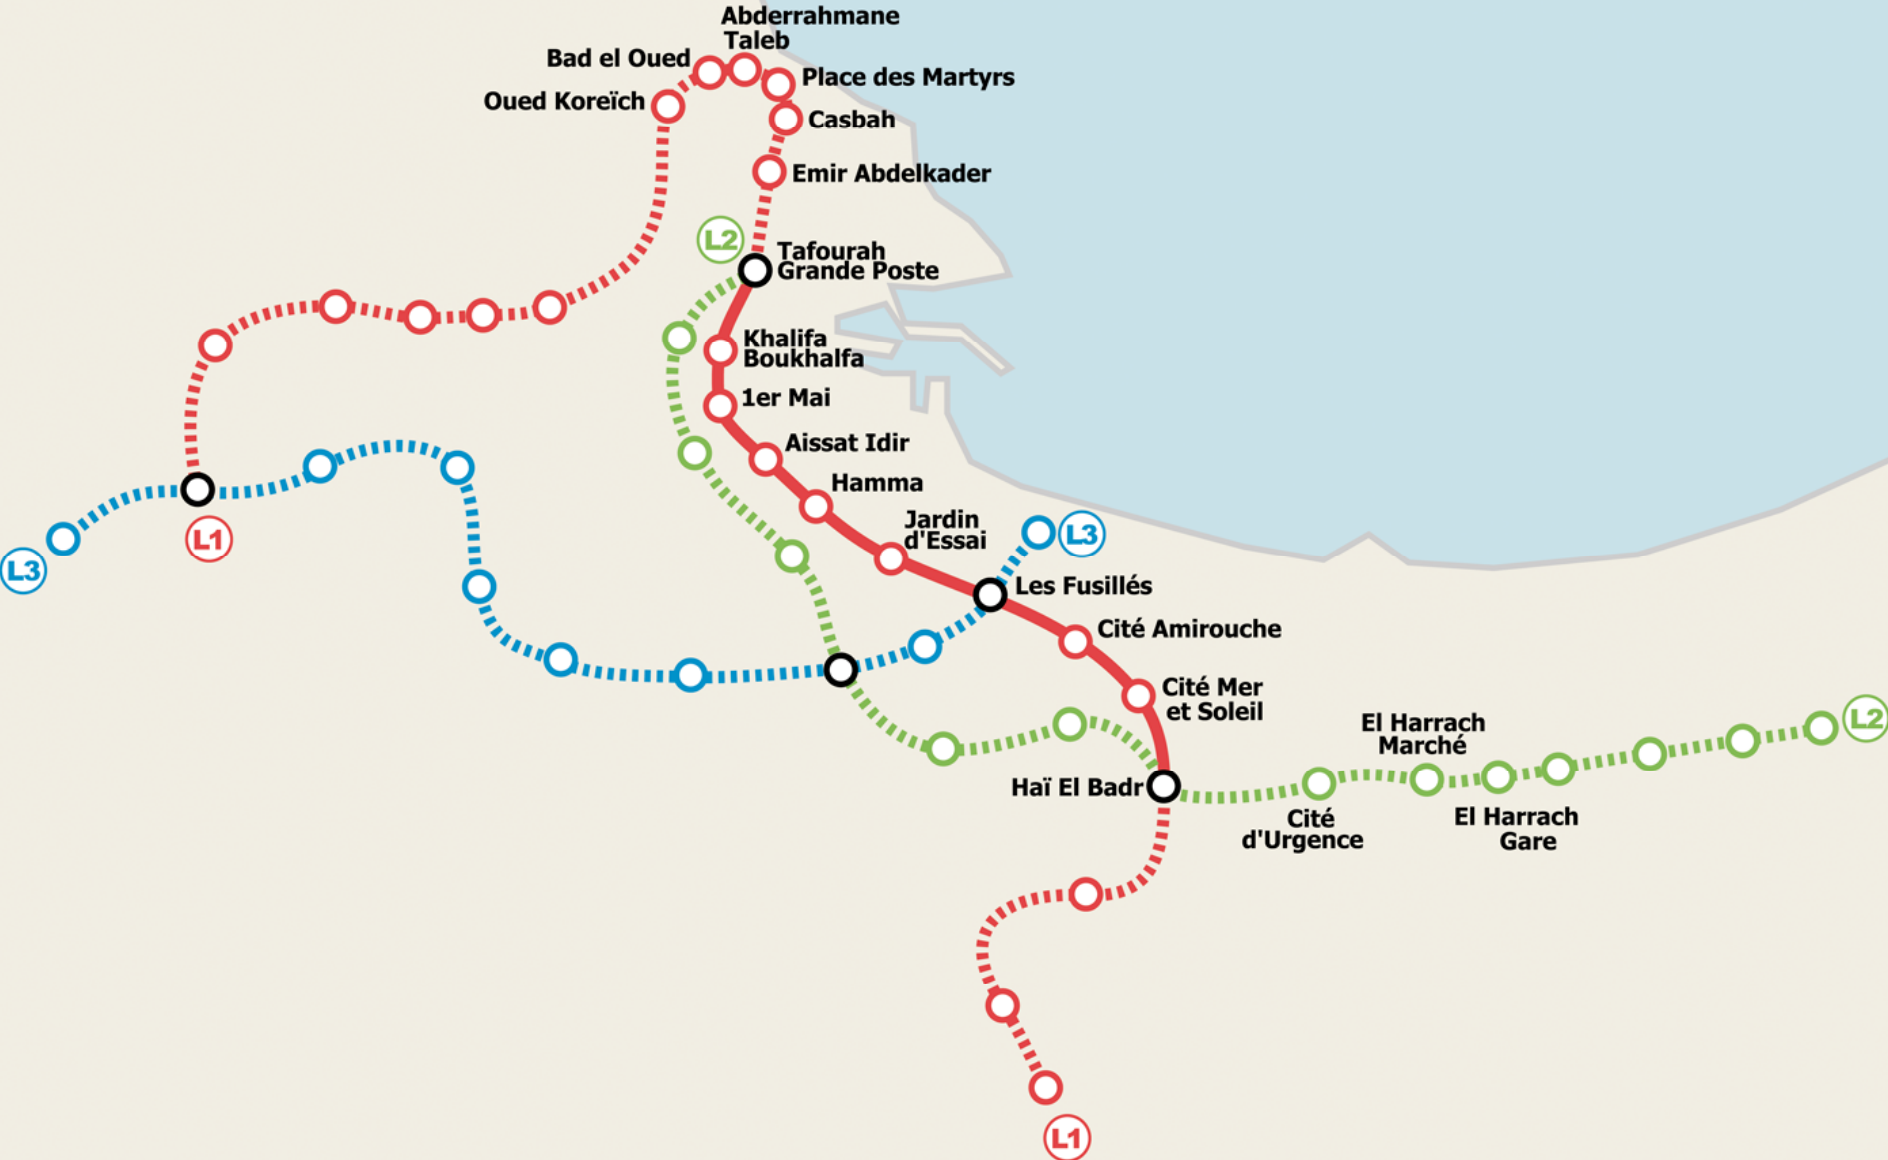 Abderrahmane
Taleb
Bad el Oued
Place des Martyrs
Oued Koreïch
Casbah
Emir Abdelkader
L2
Tafourah
Grande Poste
Khalifa
Boukhalfa
1er Mai
Aissat Idir
Hamma
Jardin
d'Essai
L3
L1
L3
Les Fusillés
Cité Amirouche
Cité Mer
et Soleil
El Harrach
Marché
L2
Haï El Badr
Cité
d'Urgence
El Harrach
Gare
L1